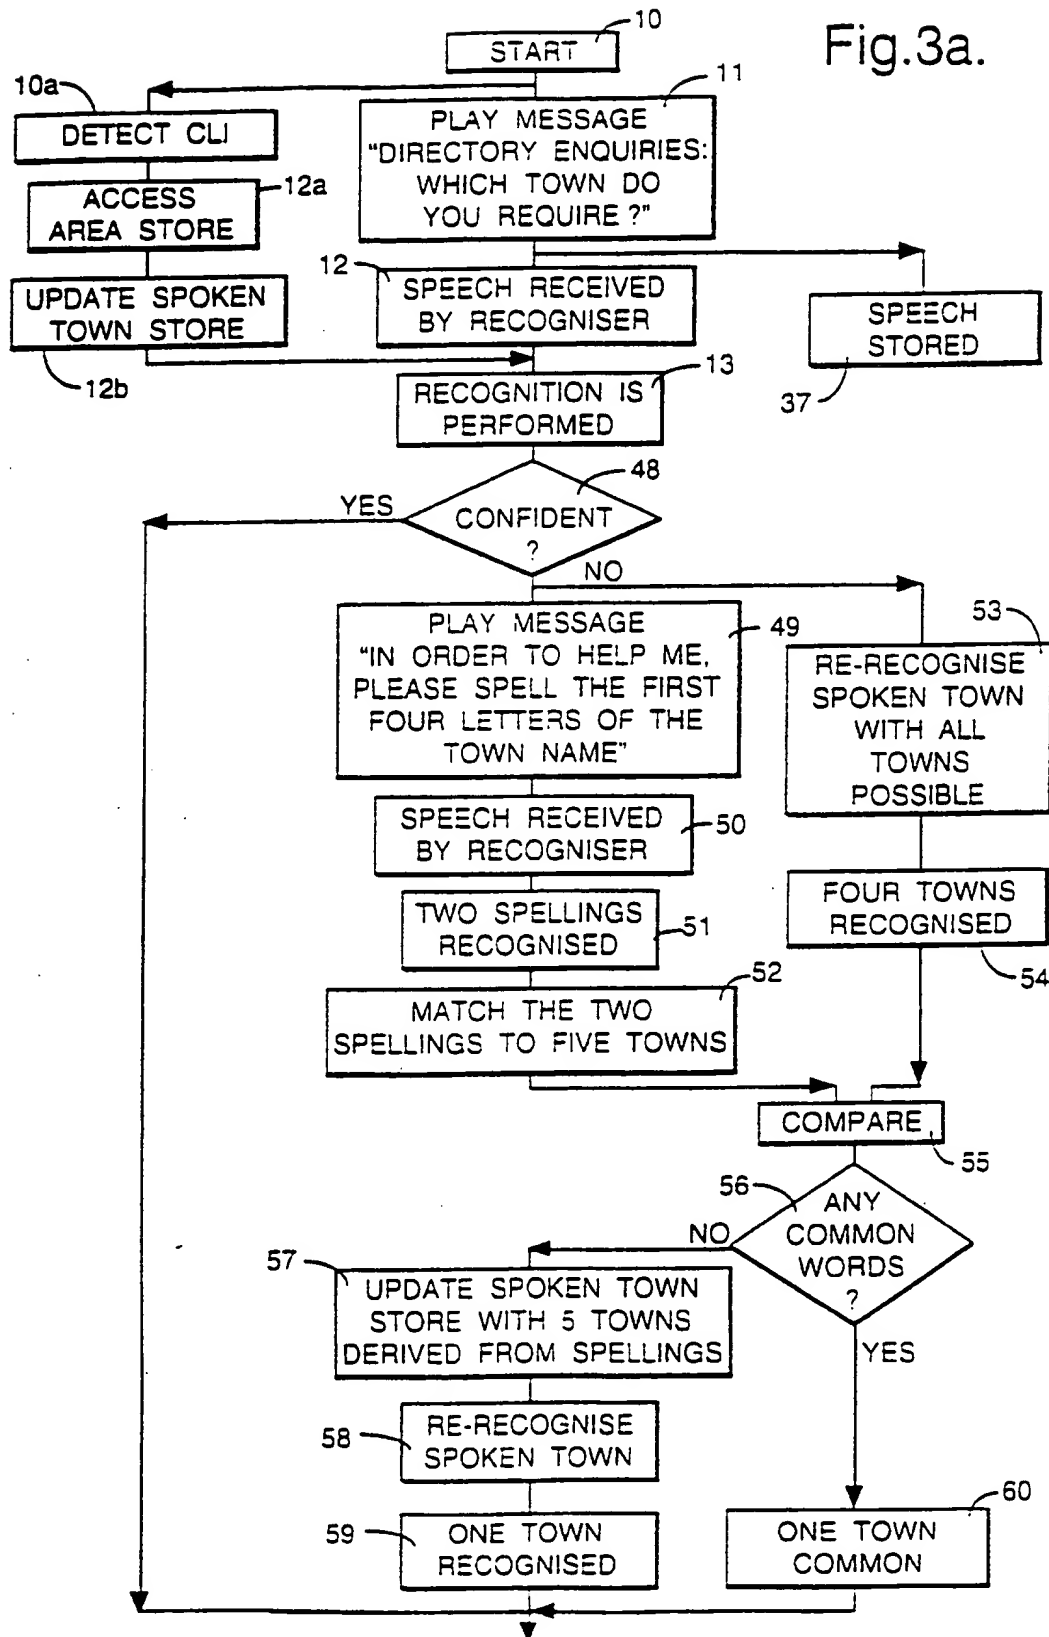 Fig.3a.
10
START
10a
DETECT CLI
11
PLAY MESSAGE
"DIRECTORY ENQUIRIES:
WHICH TOWN DO
YOU REQUIRE?"
12a
ACCESS
AREA STORE
12
SPEECH RECEIVED
BY RECOGNISER
UPDATE SPOKEN
TOWN STORE
12b
SPEECH
STORED
37
13
RECOGNITION IS
PERFORMED
48
CONFIDENT
?
YES
NO
49
PLAY MESSAGE
"IN ORDER TO HELP ME,
PLEASE SPELL THE FIRST
FOUR LETTERS OF THE
TOWN NAME"
53
RE-RECOGNISE
SPOKEN TOWN
WITH ALL
TOWNS
POSSIBLE
SPEECH RECEIVED
BY RECOGNISER
50
TWO SPELLINGS
RECOGNISED
51
FOUR TOWNS
RECOGNISED
54
52
MATCH THE TWO
SPELLINGS TO FIVE TOWNS
COMPARE
55
56
ANY
COMMON
WORDS
?
NO
YES
57
UPDATE SPOKEN TOWN
STORE WITH 5 TOWNS
DERIVED FROM SPELLINGS
58
RE-RECOGNISE
SPOKEN TOWN
59
ONE TOWN
RECOGNISED
60
ONE TOWN
COMMON